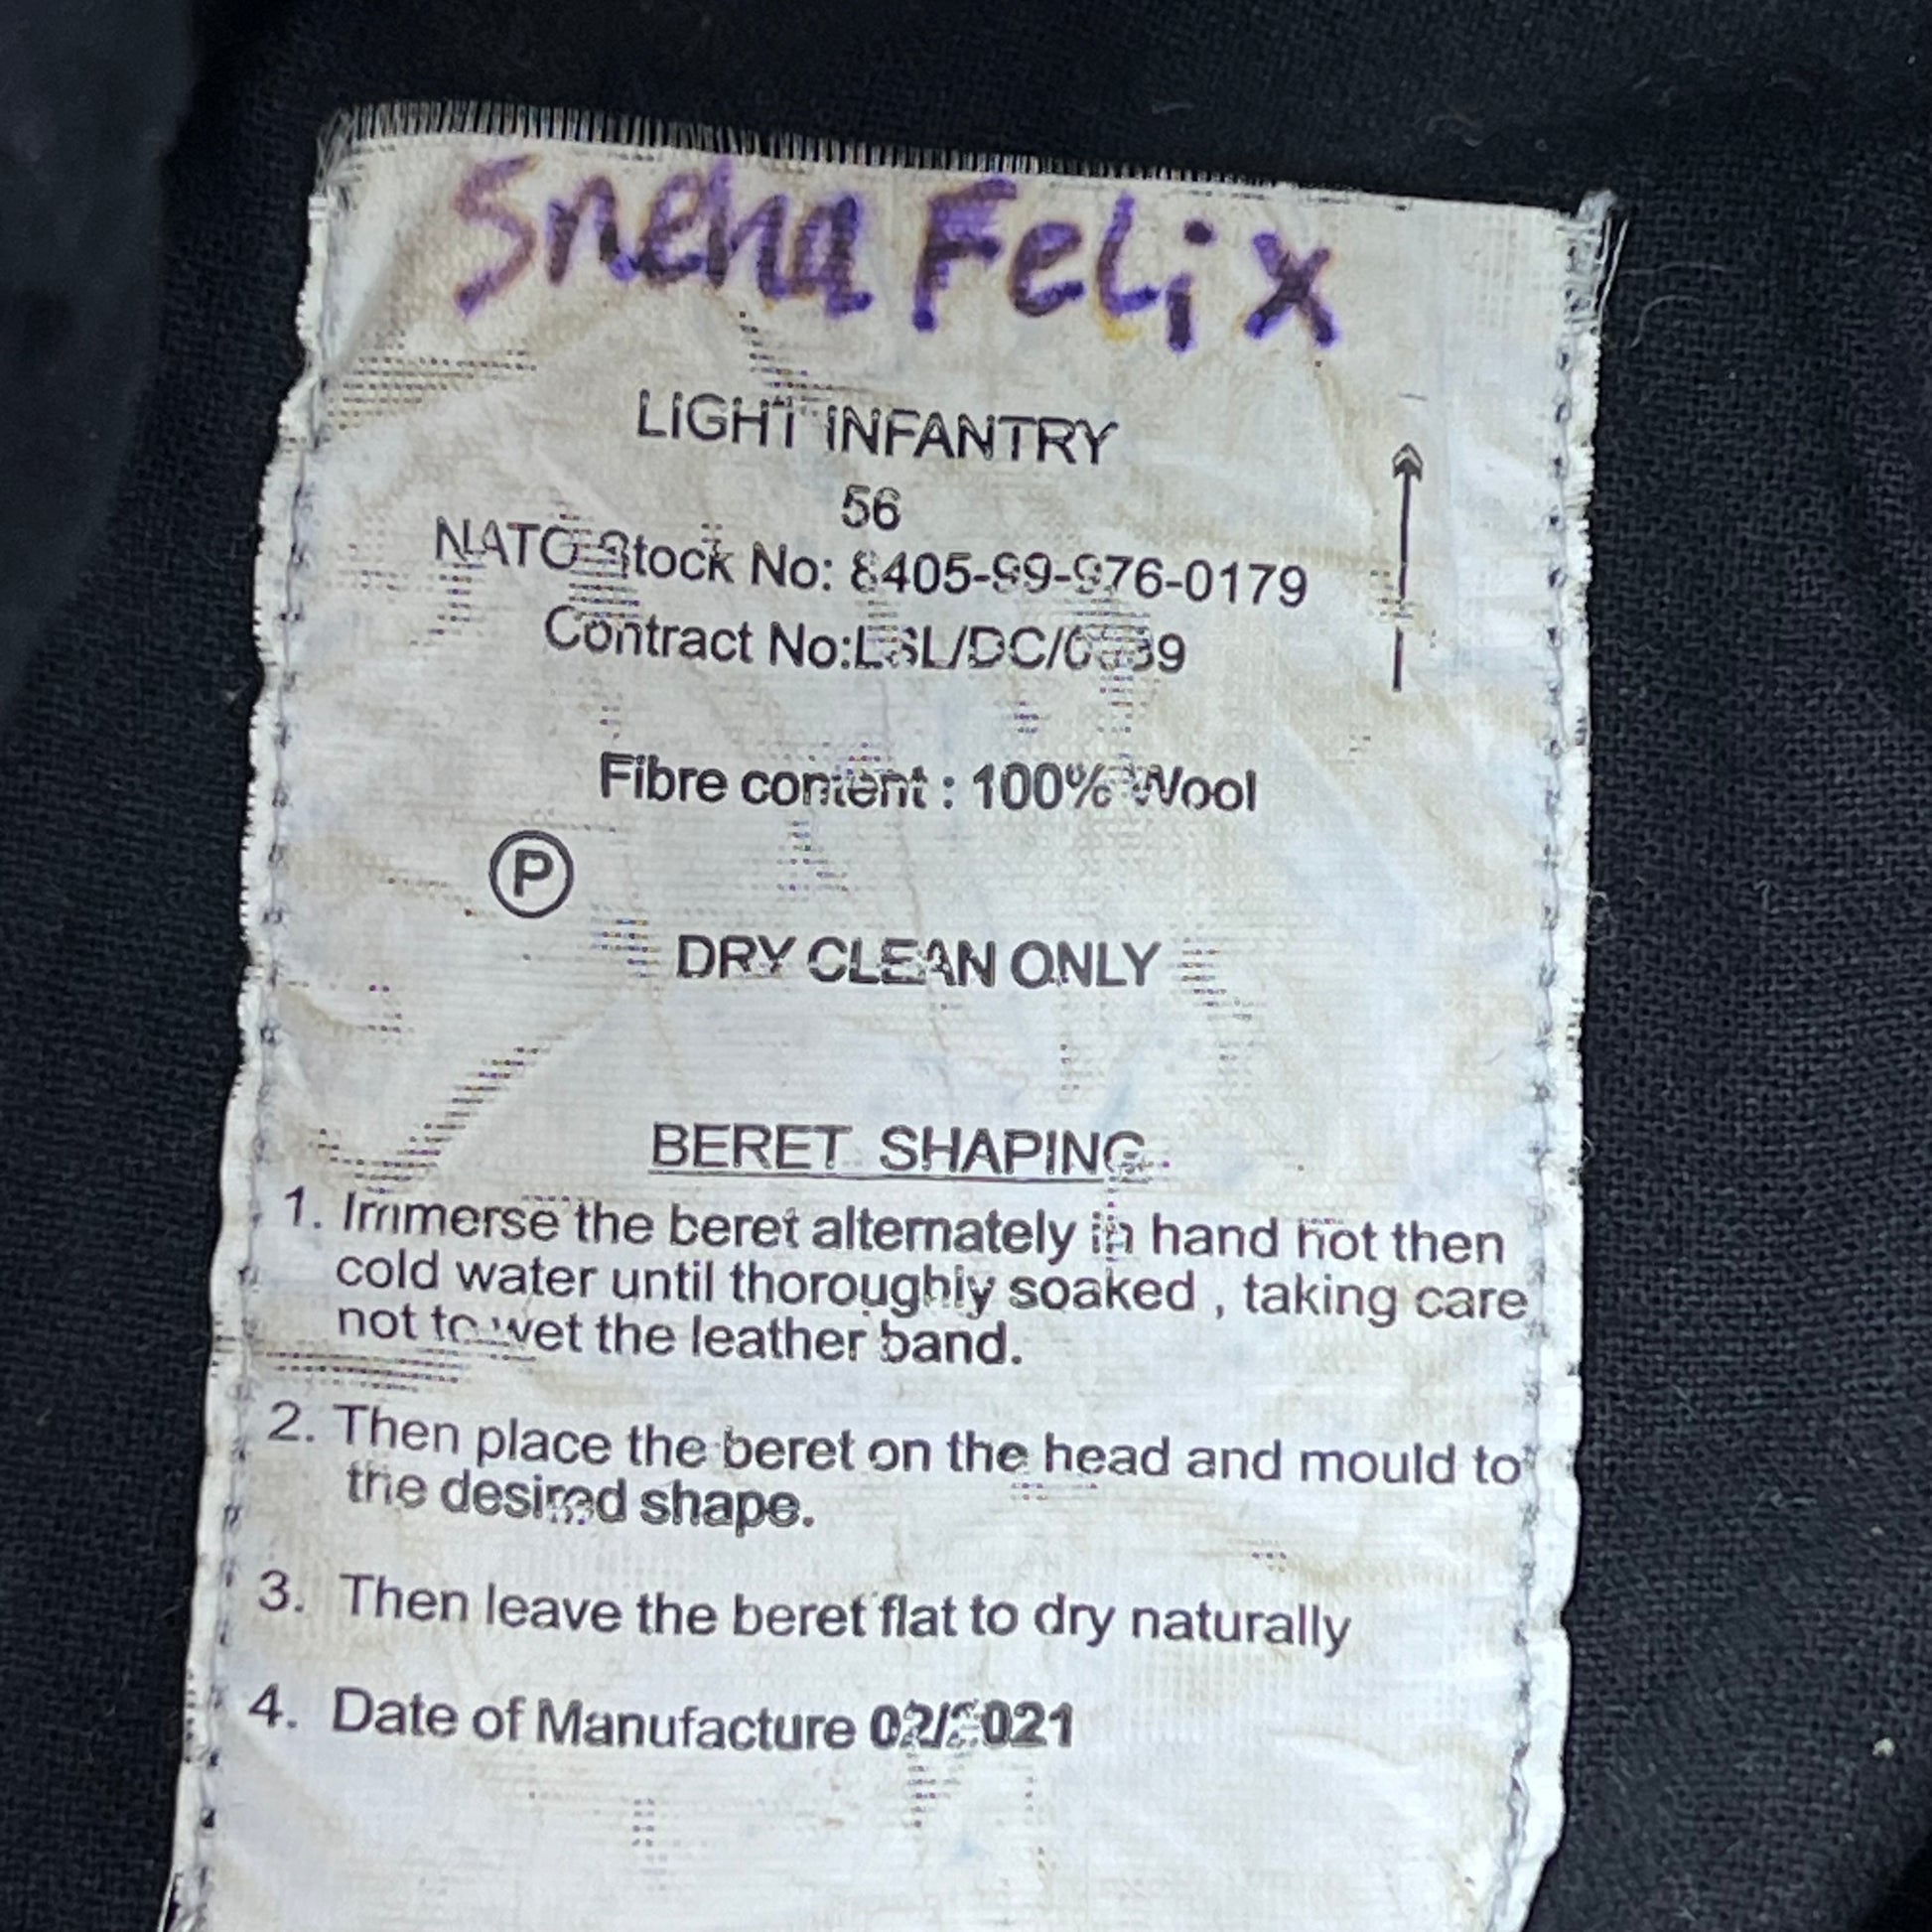 Sneha Felix
LIGHT INFANTRY
56
NATO Stock No: 8405-99-976-0179
Contract No:
Fibre content : 100% Wool
P
DRY CLEAN ONLY
BERET SHAPING
1. Immerse the beret alternately in hand hot then
cold water until thoroughly soaked , taking care
not to wet the leather band.
2. Then place the beret on the head and mould to
the desired shape.
3. Then leave the beret flat to dry naturally
4. Date of Manufacture 02/2021